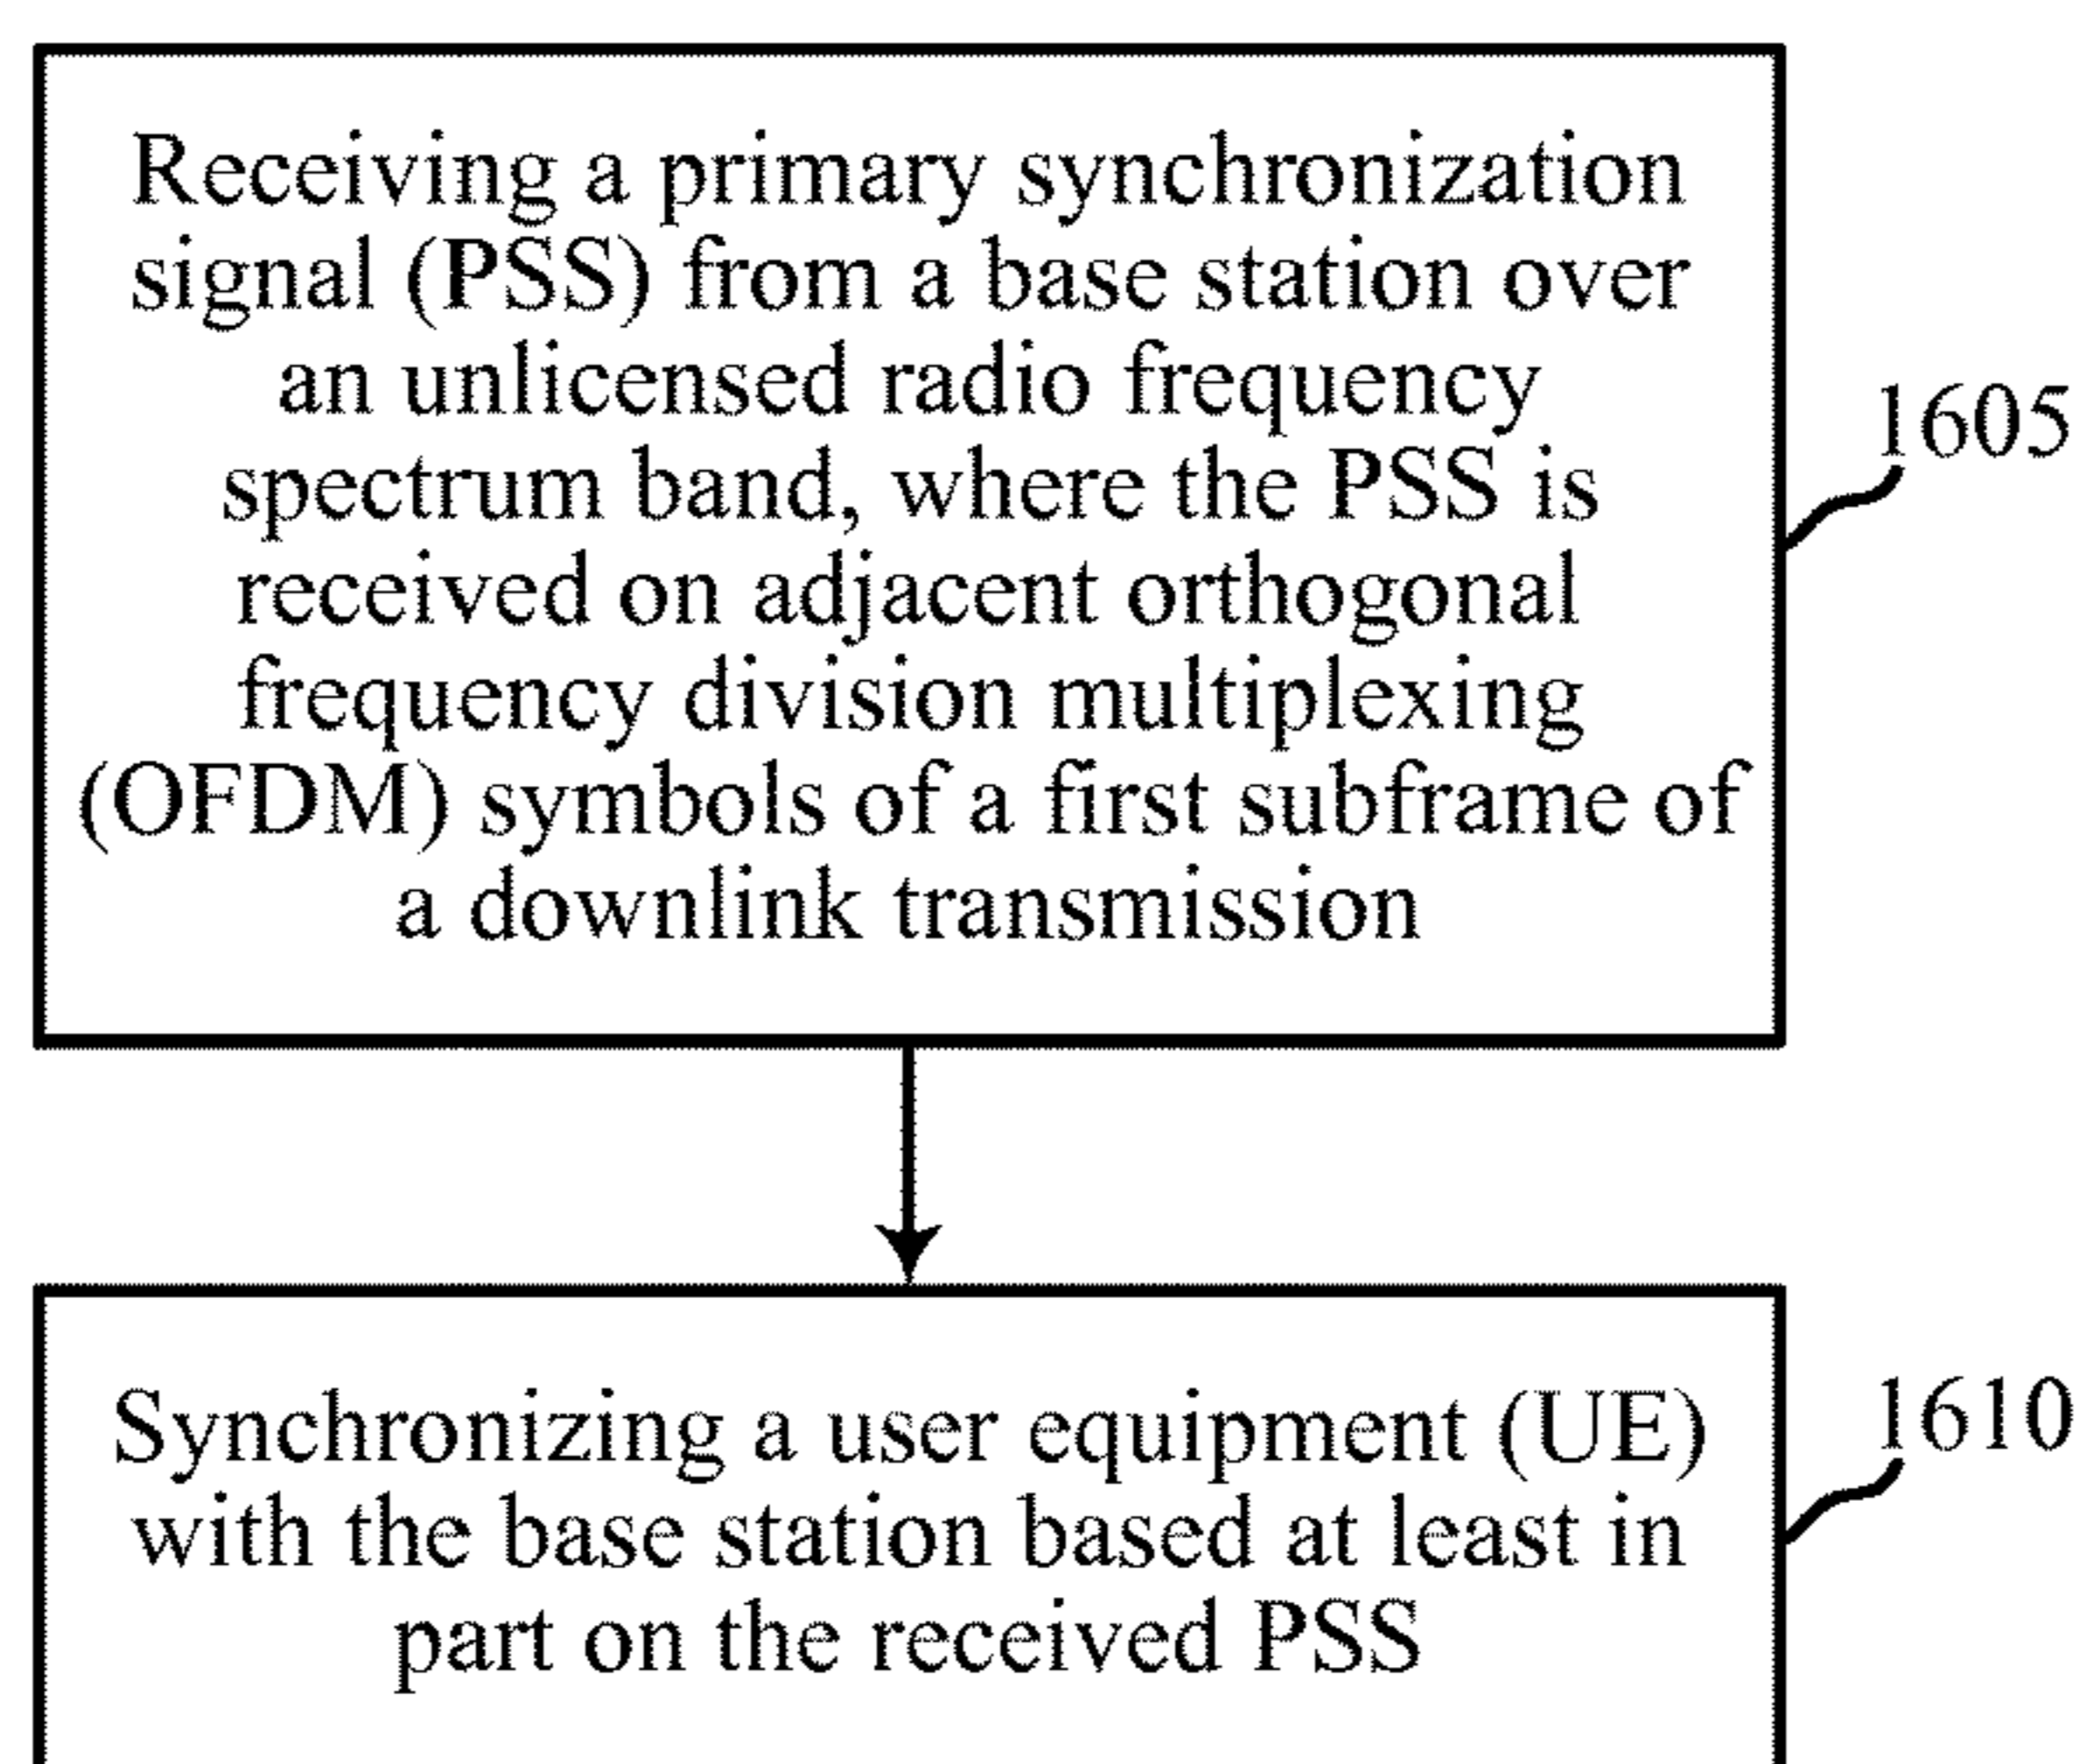 Receiving a primary synchronization
signal (PSS) from a base station over
an unlicensed radio frequency
spectrum band, where the PSS is
received on adjacent orthogonal
frequency division multiplexing
(OFDM) symbols of a first subframe of
a downlink transmission
1605
Synchronizing a user equipment (UE)
with the base station based at least in
part on the received PSS
1610